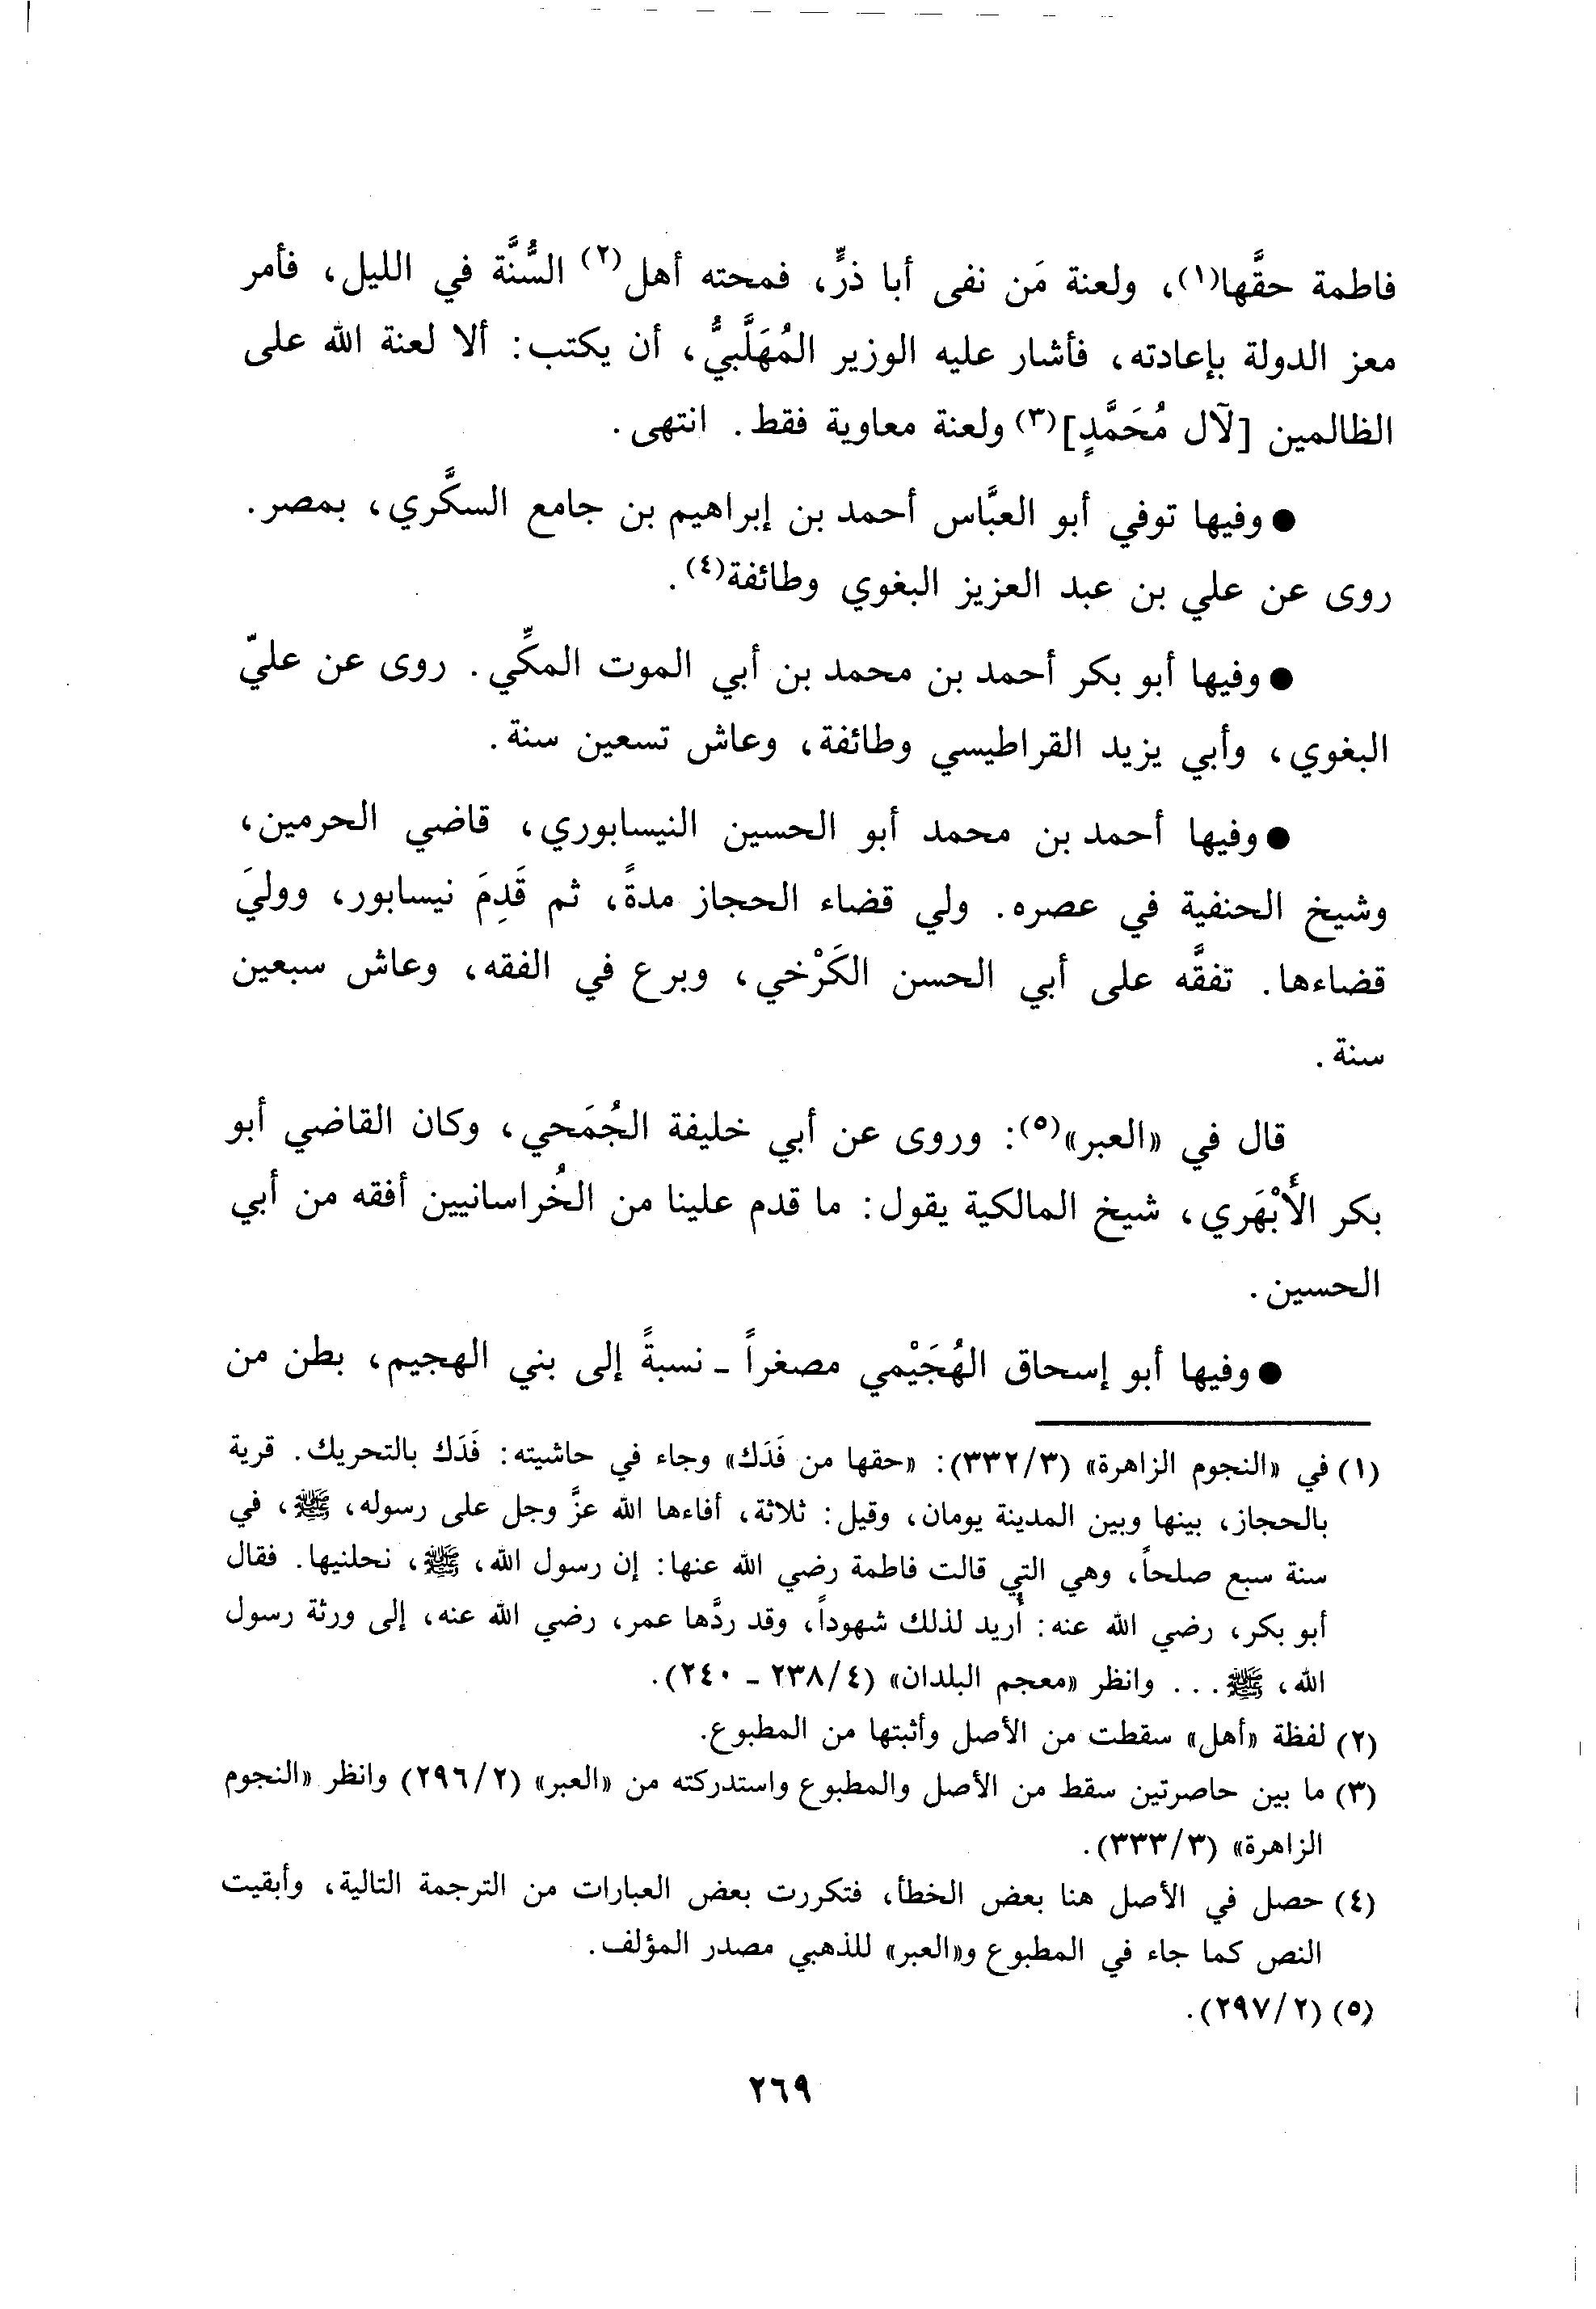 فاطمة حقَّها(١)، ولعنة مَن نفى أبا ذرٍّ، فمحته أهل(٢) السُّنَّة في الليل، فأمر
معز الدولة بإعادته، فأشار عليه الوزير المُهَلَّبيُّ، أن يكتب: ألا لعنة الله على
الظالمين [لآل مُحَمَّدٍ](٣) ولعنة معاوية فقط. انتهى.
● وفيها توفي أبو العبَّاس أحمد بن إبراهيم بن جامع السكَّري، بمصر.
روى عن علي بن عبد العزيز البغوي وطائفة(٤).
● وفيها أبو بكر أحمد بن محمد بن أبي الموت المكِّي. روى عن عليّ
البغوي، وأبي يزيد القراطيسي وطائفة، وعاش تسعين سنة.
● وفيها أحمد بن محمد أبو الحسين النيسابوري، قاضي الحرمين،
وشيخ الحنفية في عصره. ولي قضاء الحجاز مدةً، ثم قَدِمَ نيسابور، ووليَ
قضاءها. تفقَّه على أبي الحسن الكَرْخي، وبرع في الفقه، وعاش سبعين
سنة.
قال في «العبر»(٥): وروى عن أبي خليفة الجُمَحي، وكان القاضي أبو
بكر الأَبْهَري، شيخ المالكية يقول: ما قدم علينا من الخُراسانيين أفقه من أبي
الحسين.
● وفيها أبو إسحاق الهُجَيْمي مصغراً ـ نسبةً إلى بني الهجيم، بطن من
(١) في «النجوم الزاهرة» (٣٣٢/٣): «حقها من فَدَك» وجاء في حاشيته: فَدَك بالتحريك. قرية
بالحجاز، بينها وبين المدينة يومان، وقيل: ثلاثة، أفاءها الله عزَّ وجل على رسوله، ﷺ، في
سنة سبع صلحاً، وهي التي قالت فاطمة رضي الله عنها: إن رسول الله، ﷺ، نحلنيها. فقال
أبو بكر، رضي الله عنه: أريد لذلك شهوداً، وقد ردَّها عمر، رضي الله عنه، إلى ورثة رسول
الله، ﷺ... وانظر «معجم البلدان» (٢٣٨/٤ ـ ٢٤٠).
(٢) لفظة «أهل» سقطت من الأصل وأثبتها من المطبوع.
(٣) ما بين حاصرتين سقط من الأصل والمطبوع واستدركته من «العبر» (٢٩٦/٢) وانظر «النجوم
الزاهرة» (٣٣٣/٣).
(٤) حصل في الأصل هنا بعض الخطأ، فتكررت بعض العبارات من الترجمة التالية، وأبقيت
النص كما جاء في المطبوع و«العبر» للذهبي مصدر المؤلف.
(٥) (٢٩٧/٢).
٢٦٩